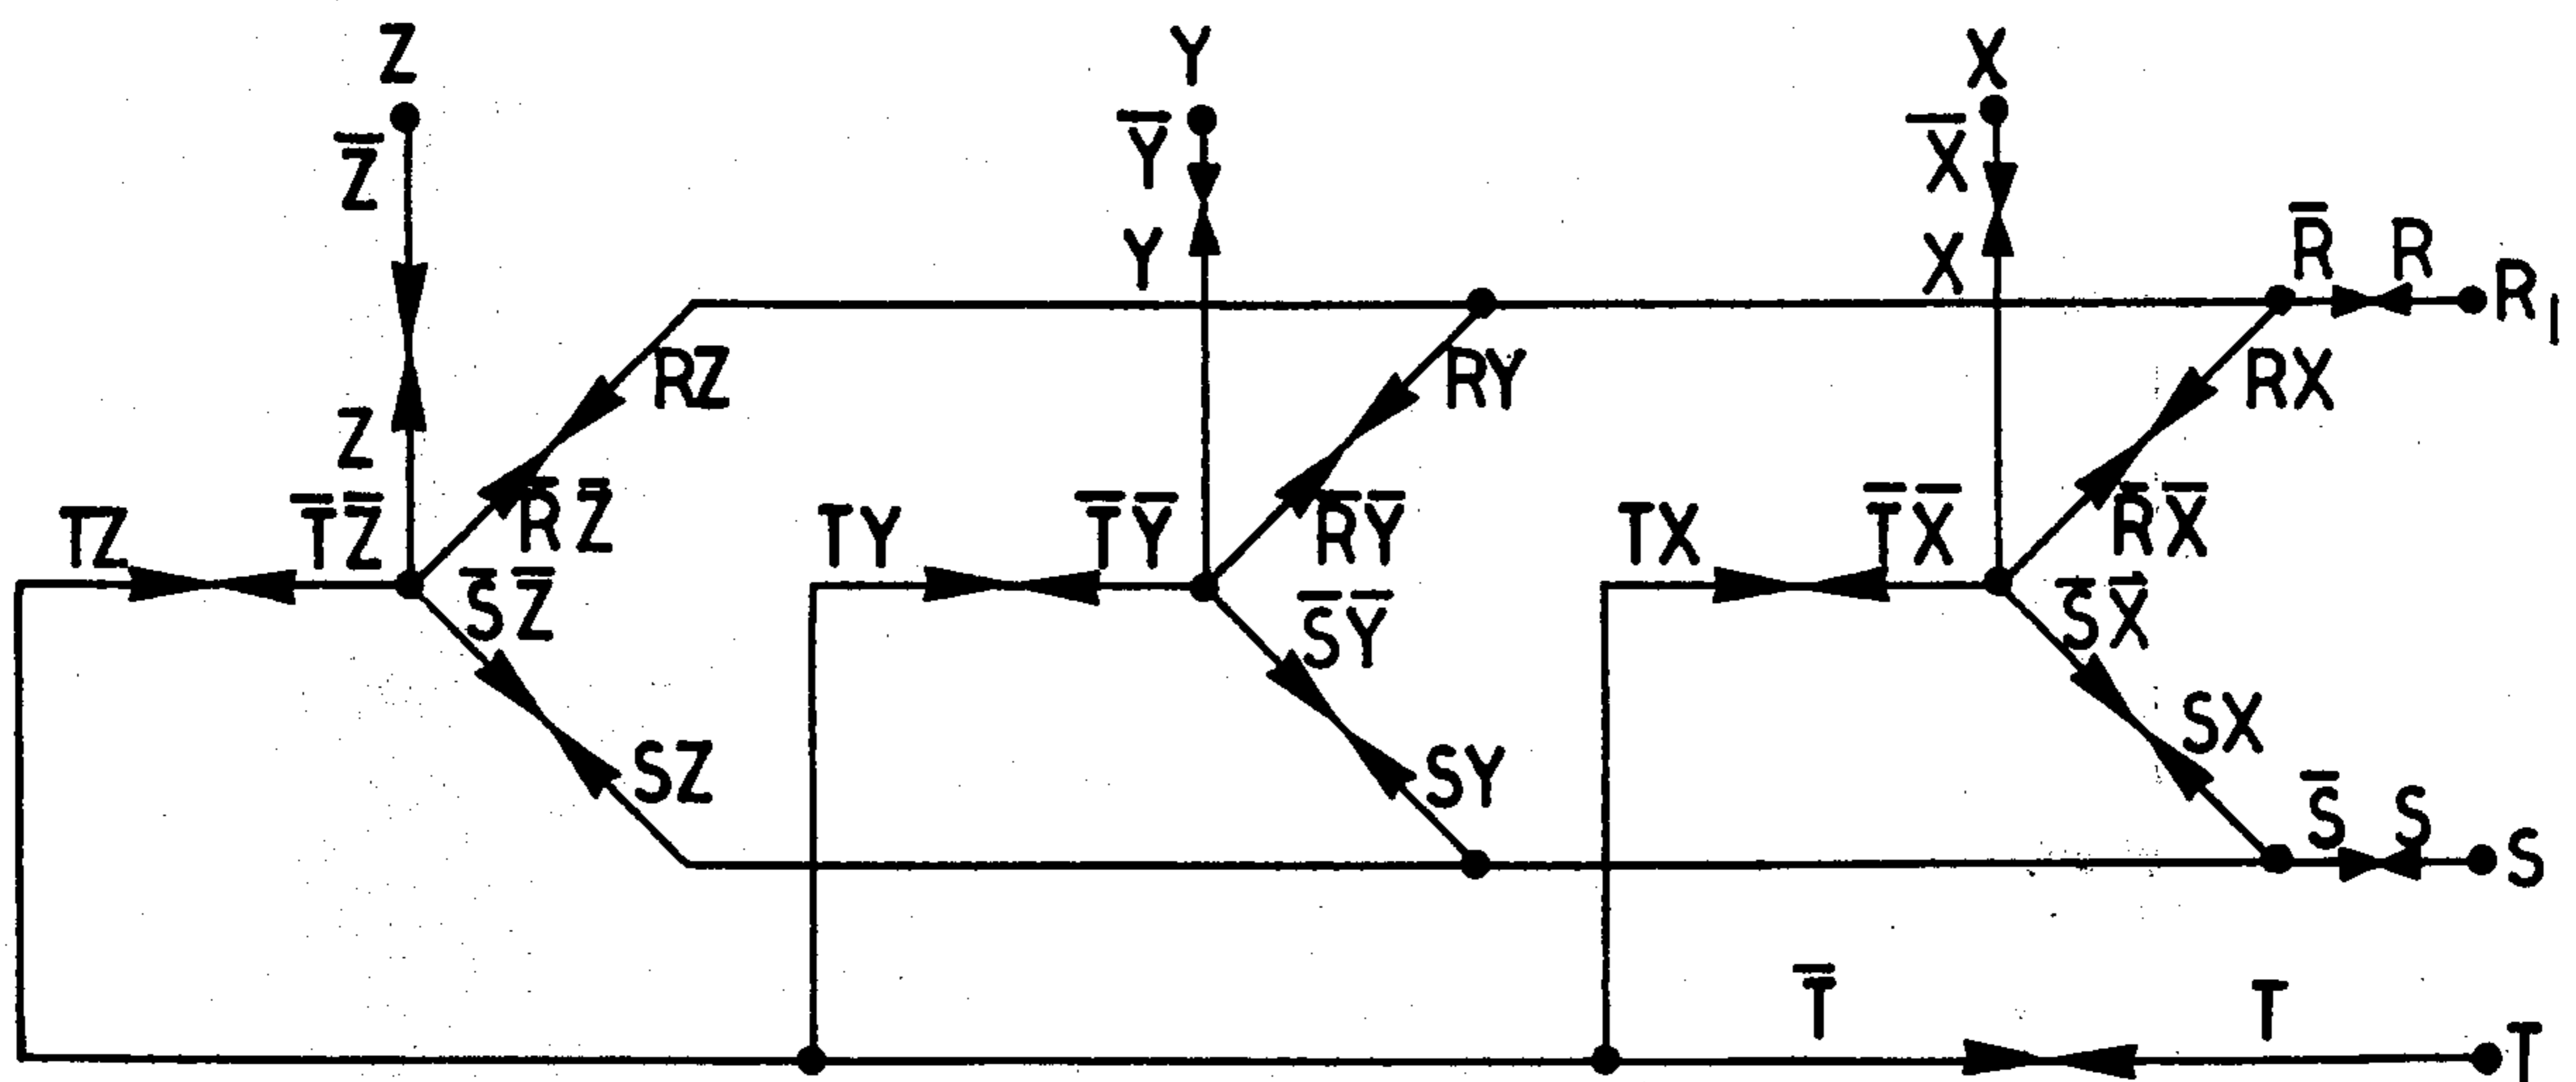 Z Y X
Z̅ Y̅ X̅
Y X R̅ R R1
RZ RY RX
Z
TZ T̅Z̅ R̅Z̅ TY T̅Y̅ R̅Y̅ TX T̅X̅ R̅X̅
S̅Z̅ S̅Y̅ S̅X̅
SZ SY SX
S̅ S S
T̅ T T